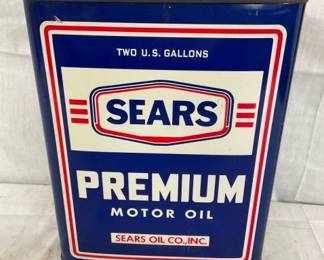 TWO U.S. GALLONS
SEARS
PREMIUM
MOTOR OIL
SEARS OIL CO., INC.